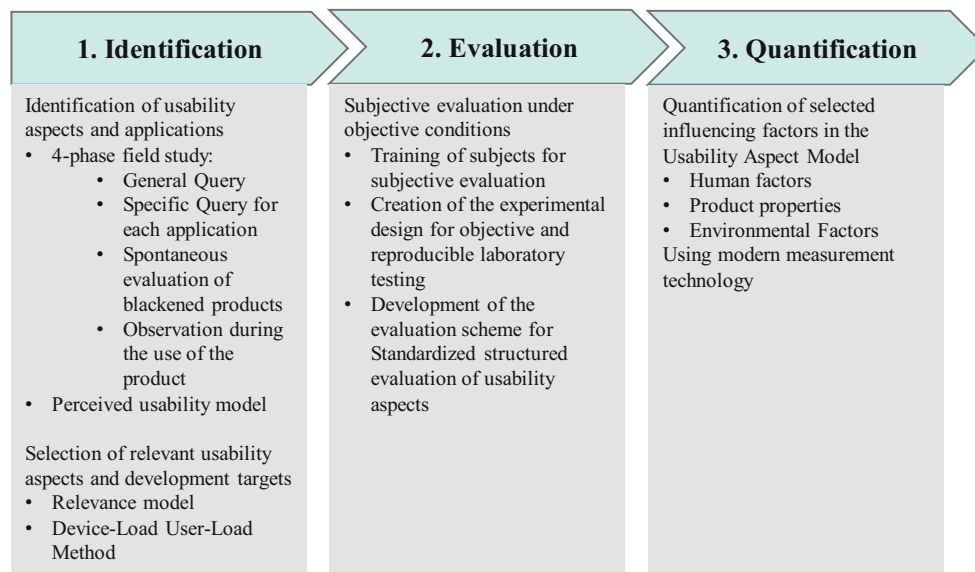 1. Identification
Identification of usability
aspects and applications
• 4-phase field study:
• General Query
• Specific Query for
each application
• Spontaneous
evaluation of
blackened products
• Observation during
the use of the
product
• Perceived usability model
Selection of relevant usability
aspects and development targets
• Relevance model
• Device-Load User-Load
Method
2. Evaluation
Subjective evaluation under
objective conditions
• Training of subjects for
subjective evaluation
• Creation of the experimental
design for objective and
reproducible laboratory
testing
• Development of the
evaluation scheme for
Standardized structured
evaluation of usability
aspects
3. Quantification
Quantification of selected
influencing factors in the
Usability Aspect Model
• Human factors
• Product properties
• Environmental Factors
Using modern measurement
technology